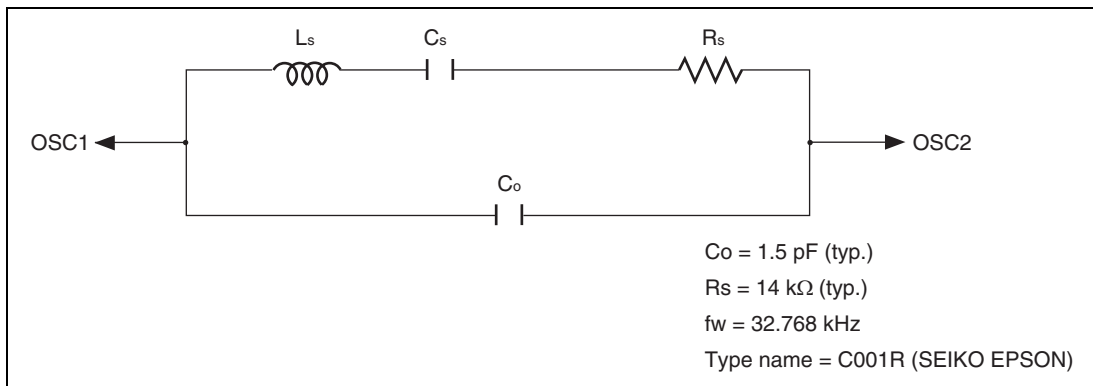 Ls
Cs
Rs
OSC1
OSC2
Co
Co = 1.5 pF (typ.)
Rs = 14 kΩ (typ.)
fw = 32.768 kHz
Type name = C001R (SEIKO EPSON)